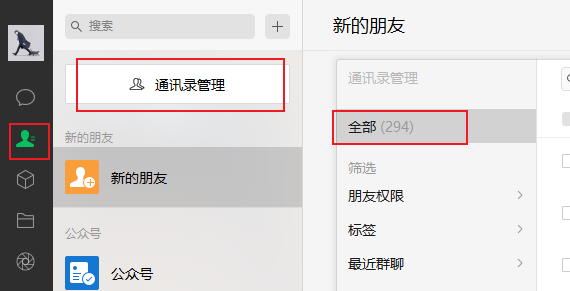 搜索
通讯录管理
新的朋友
新的朋友
公众号
公众号
新的朋友
通讯录管理
全部 (294)
筛选
朋友权限
标签
最近群聊